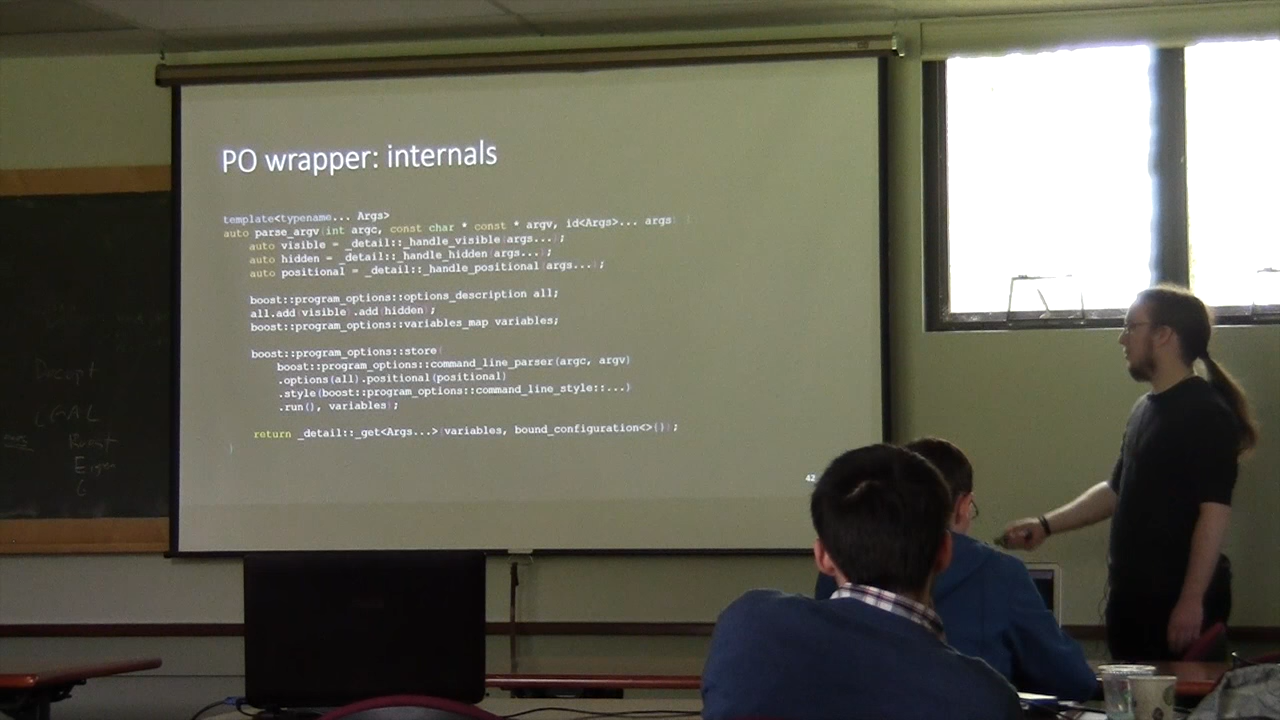 PO wrapper: internals
template<typename... Args>
auto parse_argv(int argc, const char * const * argv, id<Args>... args) {
auto visible = _detail::_handle_visible(args...);
auto hidden = _detail::_handle_hidden(args...);
auto positional = _detail::_handle_positional(args...);
boost::program_options::options_description all;
all.add(visible).add(hidden);
boost::program_options::variables_map variables;
boost::program_options::store(
boost::program_options::command_line_parser(argc, argv)
.options(all).positional(positional)
.style(boost::program_options::command_line_style::...)
.run(), variables);
return _detail::_get<Args...>(variables, bound_configuration<>{});
}
42